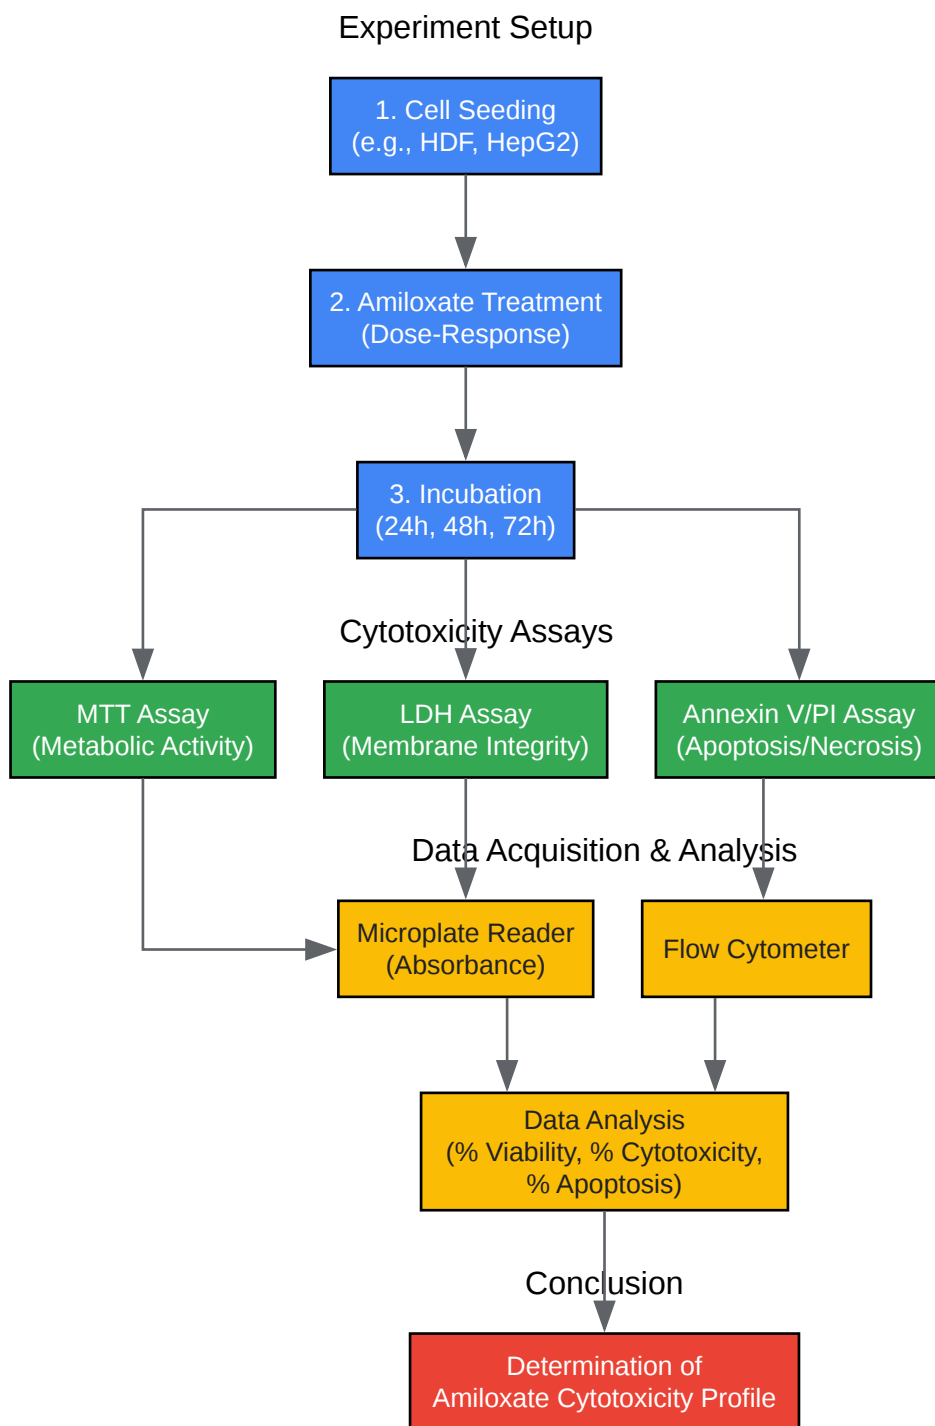 Experiment Setup
1. Cell Seeding
(e.g., HDF, HepG2)
2. Amiloxate Treatment
(Dose-Response)
3. Incubation
(24h, 48h, 72h)
Cytotoxicity Assays
MTT Assay
(Metabolic Activity)
LDH Assay
(Membrane Integrity)
Annexin V/PI Assay
(Apoptosis/Necrosis)
Data Acquisition & Analysis
Microplate Reader
(Absorbance)
Flow Cytometer
Data Analysis
(% Viability, % Cytotoxicity,
% Apoptosis)
Conclusion
Determination of
Amiloxate Cytotoxicity Profile